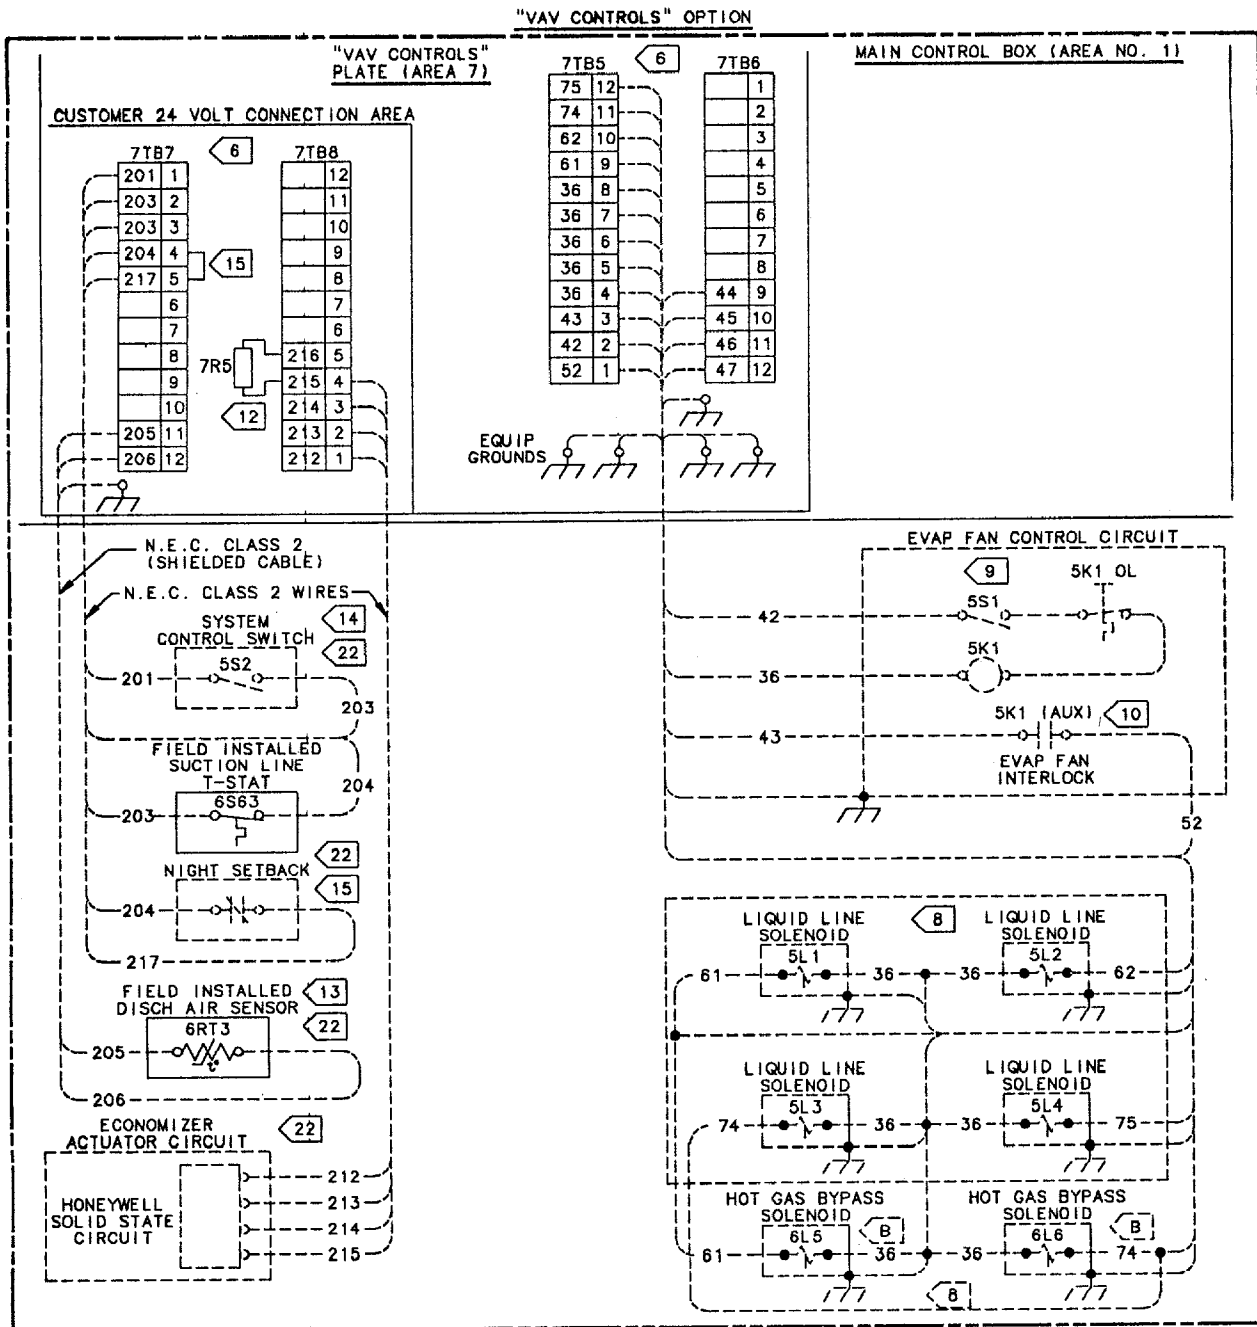 "VAV CONTROLS" OPTION
"VAV CONTROLS"
PLATE (AREA 7)
MAIN CONTROL BOX (AREA NO. 1)
CUSTOMER 24 VOLT CONNECTION AREA
7TB7
6
7TB8
201 1
203 2
203 3
204 4
217 5
6
7
8
9
10
205 11
206 12
15
12
11
10
9
8
7
6
216 5
215 4
214 3
213 2
212 1
7R5
12
7TB5
6
7TB6
75 12
74 11
62 10
61 9
36 8
36 7
36 6
36 5
36 4
43 3
42 2
52 1
1
2
3
4
5
6
7
8
44 9
45 10
46 11
47 12
EQUIP
GROUNDS
N.E.C. CLASS 2
(SHIELDED CABLE)
N.E.C. CLASS 2 WIRES
SYSTEM
CONTROL SWITCH
14
22
5S2
201
203
FIELD INSTALLED
SUCTION LINE
T-STAT
6S63
203
204
22
NIGHT SETBACK
15
204
217
FIELD INSTALLED
DISCH AIR SENSOR
13
22
6RT3
t°
205
206
ECONOMIZER
ACTUATOR CIRCUIT
22
HONEYWELL
SOLID STATE
CIRCUIT
212
213
214
215
EVAP FAN CONTROL CIRCUIT
9
5K1 OL
5S1
42
5K1
36
5K1 (AUX)
10
43
EVAP FAN
INTERLOCK
52
LIQUID LINE
SOLENOID
8
LIQUID LINE
SOLENOID
5L1
5L2
61 36 36 62
LIQUID LINE
SOLENOID
LIQUID LINE
SOLENOID
5L3
5L4
74 36 36 75
HOT GAS BYPASS
SOLENOID
B
HOT GAS BYPASS
SOLENOID
B
6L5
6L6
61 36 36 74
8